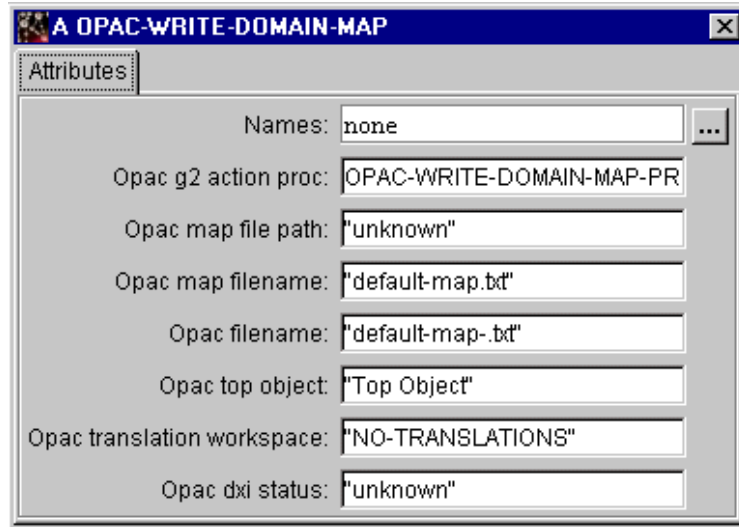 A OPAC-WRITE-DOMAIN-MAP
Attributes
Names: none ...
Opac g2 action proc: OPAC-WRITE-DOMAIN-MAP-PR
Opac map file path: "unknown"
Opac map filename: "default-map.txt"
Opac filename: "default-map-.txt"
Opac top object: "Top Object"
Opac translation workspace: "NO-TRANSLATIONS"
Opac dxi status: "unknown"